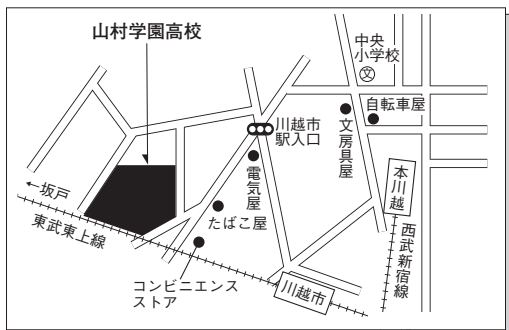 山村学園高校
中央
小学校
文
自転車屋
川越市
駅入口
文房具屋
電気屋
本川越
←坂戸
たばこ屋
東武東上線
西武新宿線
コンビニエンス
ストア
川越市